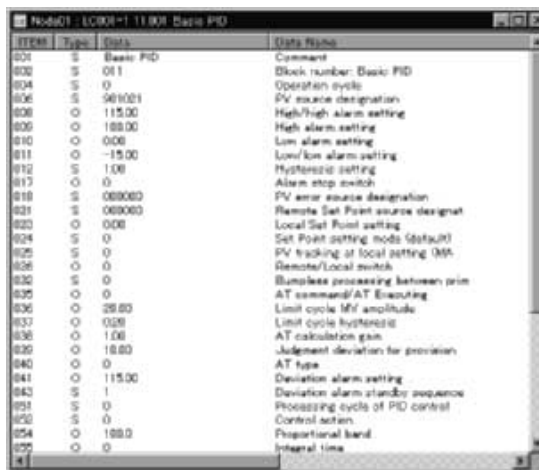 Node01 : LC001-1 11.001 Basic PID
ITEM Type Data Data Name
001 S Basic PID Comment
002 S 011 Block number: Basic PID
004 S 0 Operation cycle
006 S 901021 PV source designation
008 O 115.00 High/high alarm setting
009 O 100.00 High alarm setting
010 O 0.00 Low alarm setting
011 O -15.00 Low/low alarm setting
012 S 1.00 Hysteresis setting
017 O 0 Alarm stop switch
018 S 000000 PV error source designation
021 S 000000 Remote Set Point source designat
023 O 0.00 Local Set Point setting
024 S 0 Set Point setting mode (default)
025 S 0 PV tracking at local setting (MA
026 O 0 Remote/Local switch
S 0 Bumpless processing between prim
035 O 0 AT command/AT Executing
036 O 20.00 Limit cycle MV amplitude
037 O 0.20 Limit cycle hysteresis
038 O 1.00 AT calculation gain
039 O 10.00 Judgment deviation for provision
040 O 0 AT type
041 O 115.00 Deviation alarm setting
043 S 1 Deviation alarm standby sequence
051 S 0 Processing cycle of PID control
052 S 0 Control action
054 O 100.0 Proportional band
055 O 0 Integral time